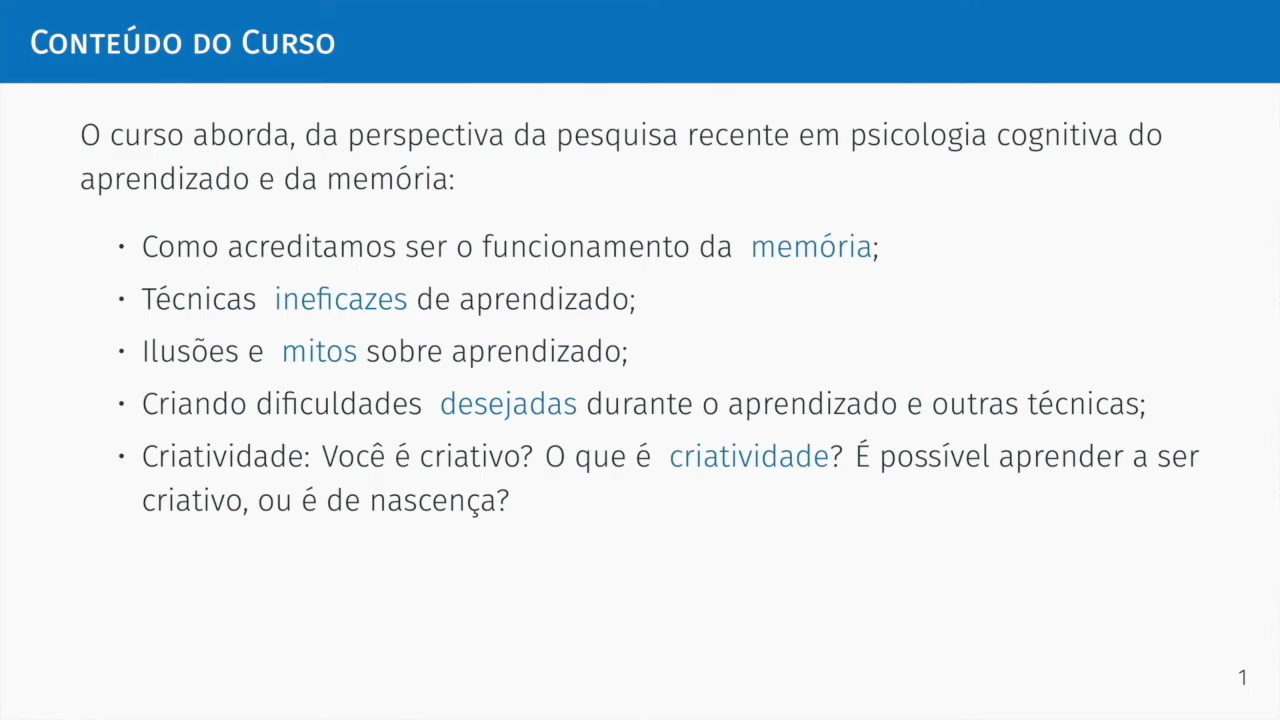 Conteúdo do Curso
O curso aborda, da perspectiva da pesquisa recente em psicologia cognitiva do
aprendizado e da memória:
• Como acreditamos ser o funcionamento da memória;
• Técnicas ineficazes de aprendizado;
• Ilusões e mitos sobre aprendizado;
• Criando dificuldades desejadas durante o aprendizado e outras técnicas;
• Criatividade: Você é criativo? O que é criatividade? É possível aprender a ser
criativo, ou é de nascença?
1